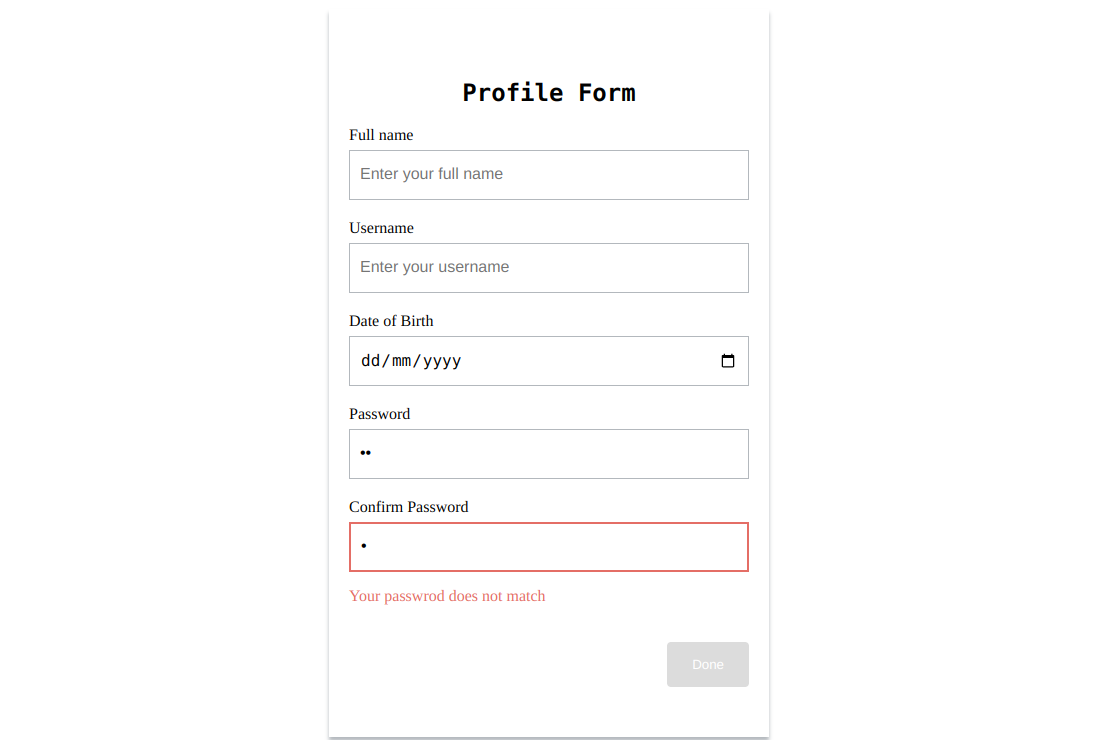 Profile Form
Full name
Enter your full name
Username
Enter your username
Date of Birth
dd/mm/yyyy
Password
••
Confirm Password
•
Your passwrod does not match
Done